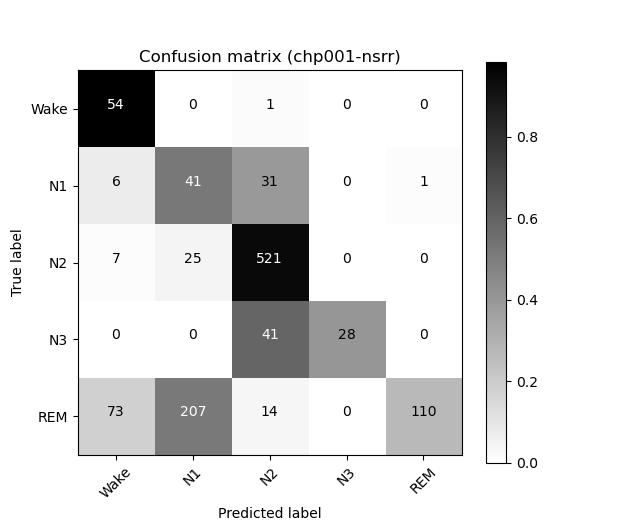 Confusion matrix (chp001-nsrr)
Wake 54 0 1 0 0
N1 6 41 31 0 1
N2 7 25 521 0 0
N3 0 0 41 28 0
REM 73 207 14 0 110
Wake N1 N2 N3 REM
Predicted label
True label
0.8
0.6
0.4
0.2
0.0